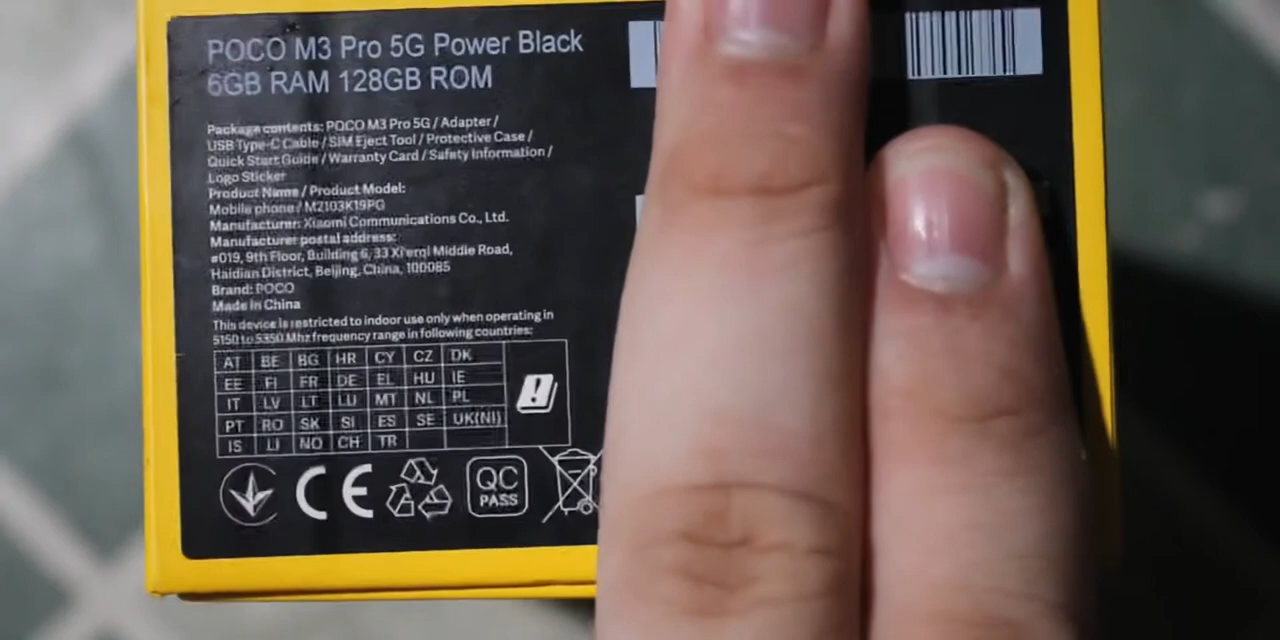 POCO M3 Pro 5G Power Black
6GB RAM 128GB ROM
Package contents: POCO M3 Pro 5G / Adapter /
USB Type-C Cable / SIM Eject Tool / Protective Case /
Quick Start Guide / Warranty Card / Safety Information /
Logo Sticker
Product Name / Product Model:
Mobile phone / M2103K19PG
Manufacturer: Xiaomi Communications Co., Ltd.
Manufacturer postal address:
#019, 9th Floor, Building 6, 33 Xi'erqi Middle Road,
Haidian District, Beijing, China, 100085
Brand: POCO
Made in China
This device is restricted to indoor use only when operating in
5150 to 5350 Mhz frequency range in following countries:
AT BE BG HR CY CZ DK
EE FI FR DE EL HU IE
IT LV LT LU MT NL PL
PT RO SK SI ES SE UK(NI)
IS LI NO CH TR
CE QC
PASS